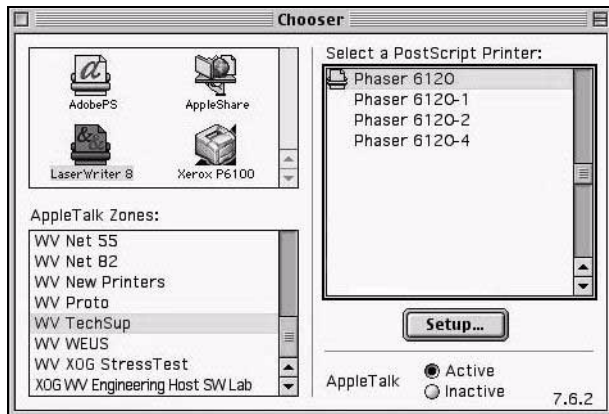 Chooser
AdobePS
AppleShare
LaserWriter 8
Xerox P6100
AppleTalk Zones:
WV Net 55
WV Net B2
WV New Printers
WV Proto
WV TechSup
WV WEUS
WV XOG StressTest
XOG WV Engineering Host SW Lab
Select a PostScript Printer:
Phaser 6120
Phaser 6120-1
Phaser 6120-2
Phaser 6120-4
Setup...
AppleTalk
Active
Inactive
7.6.2